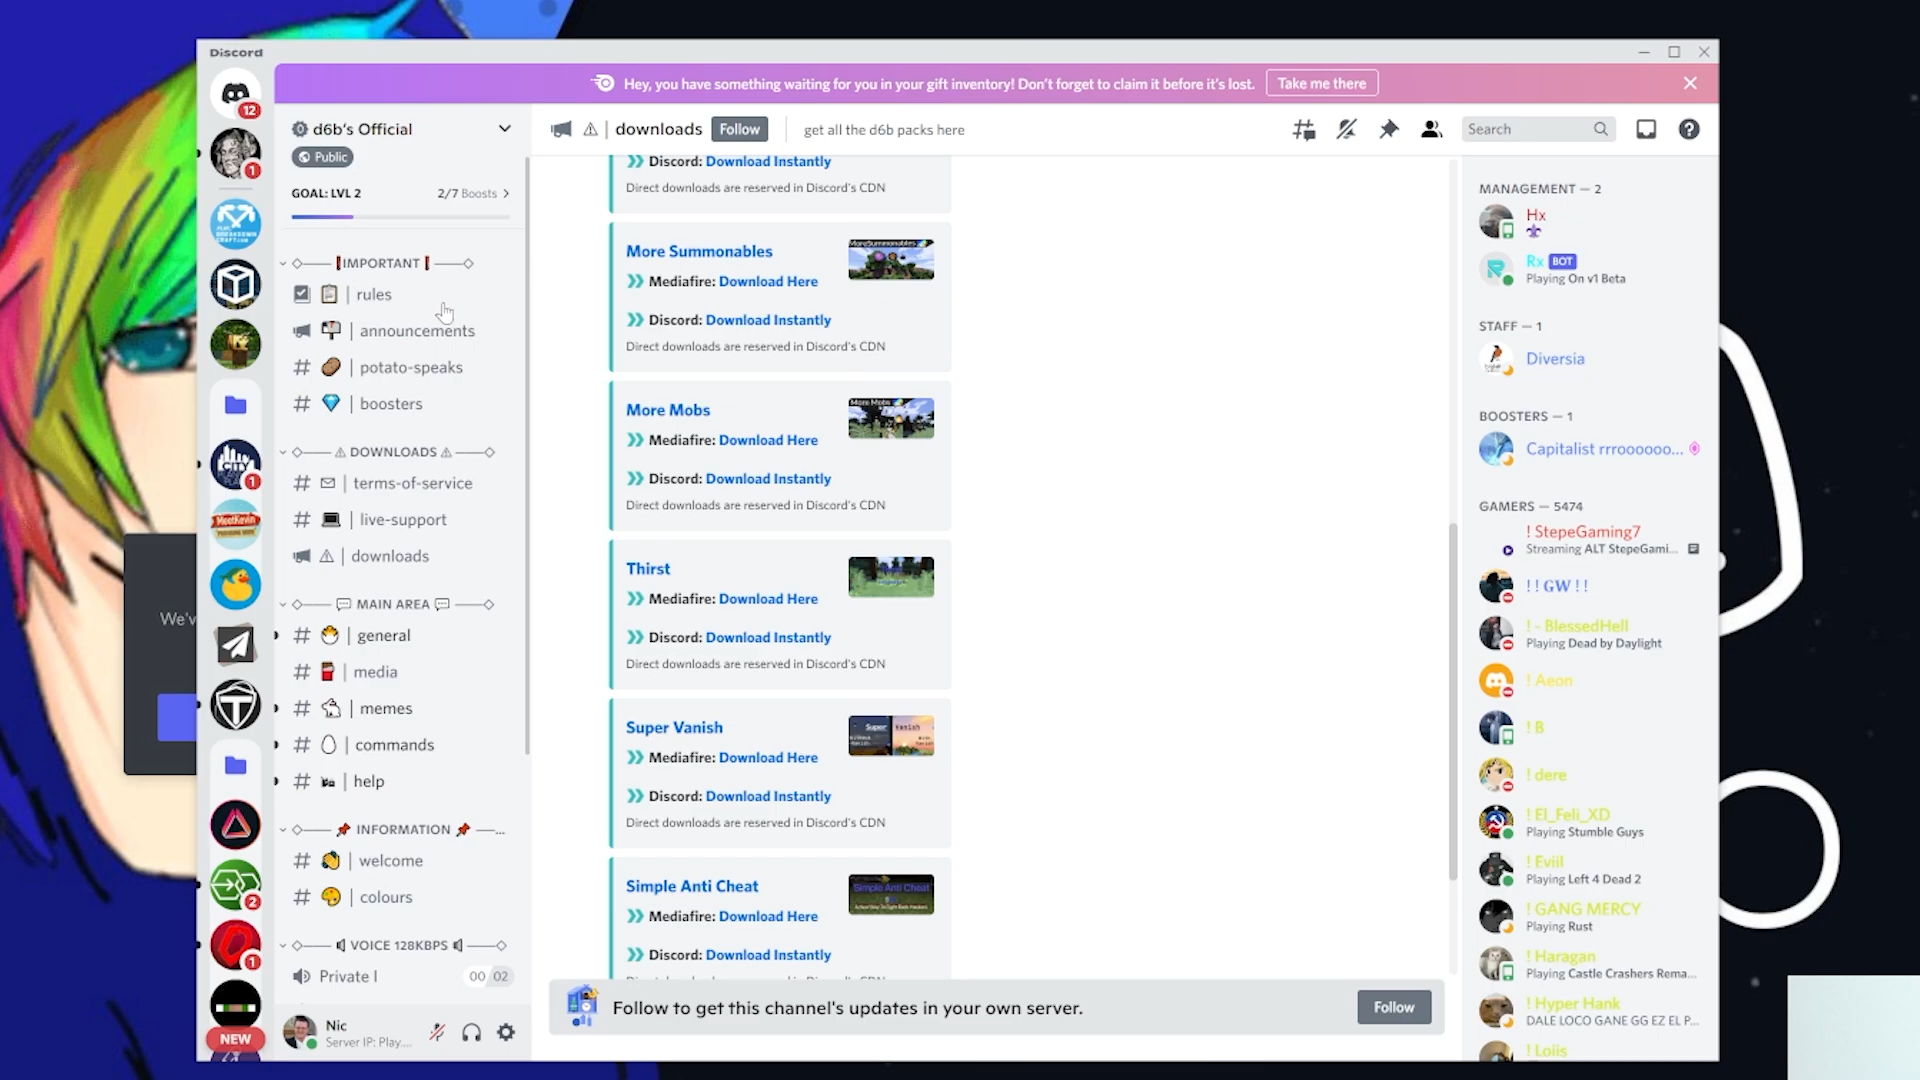 Discord
Hey, you have something waiting for you in your gift inventory! Don't forget to claim it before it's lost.
Take me there
12
1
1
2
1
NEW
We'v
d6b's Official
Public
GOAL: LVL 2
2/7 Boosts
IMPORTANT
rules
announcements
potato-speaks
boosters
DOWNLOADS
terms-of-service
live-support
downloads
MAIN AREA
general
media
memes
commands
help
INFORMATION
welcome
colours
VOICE 128KBPS
Private I
00 02
Nic
Server IP: Play....
downloads
Follow
get all the d6b packs here
Search
Discord: Download Instantly
Direct downloads are reserved in Discord's CDN
More Summonables
Mediafire: Download Here
Discord: Download Instantly
Direct downloads are reserved in Discord's CDN
More Mobs
Mediafire: Download Here
Discord: Download Instantly
Direct downloads are reserved in Discord's CDN
Thirst
Mediafire: Download Here
Discord: Download Instantly
Direct downloads are reserved in Discord's CDN
Super Vanish
Mediafire: Download Here
Discord: Download Instantly
Direct downloads are reserved in Discord's CDN
Simple Anti Cheat
Mediafire: Download Here
Discord: Download Instantly
Follow to get this channel's updates in your own server.
Follow
MANAGEMENT — 2
Hx
Rx BOT
Playing On v1 Beta
STAFF — 1
Diversia
BOOSTERS — 1
Capitalist rrroooooo...
GAMERS — 5474
! StepeGaming7
Streaming ALT StepeGami...
! ! GW ! !
! - BlessedHell
Playing Dead by Daylight
! Aeon
! B
! dere
! El_Feli_XD
Playing Stumble Guys
! Eviil
Playing Left 4 Dead 2
! GANG MERCY
Playing Rust
! Haragan
Playing Castle Crashers Rema...
! Hyper Hank
DALE LOCO GANE GG EZ EL P...
! Loiis